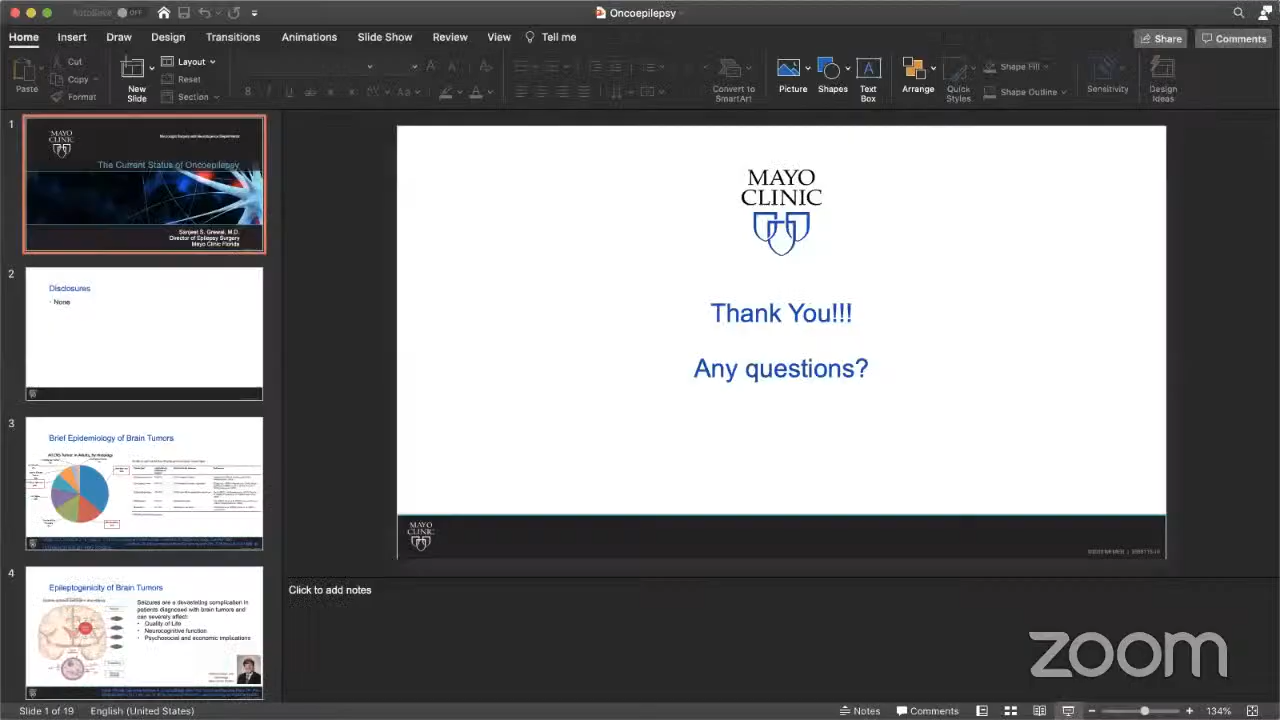 AutoSave OFF
Oncoepilepsy
Home Insert Draw Design Transitions Animations Slide Show Review View Tell me
Share Comments
Paste
Cut
Copy
Format
New
Slide
Layout
Reset
Section
Convert to
SmartArt
Picture
Shapes
Text
Box
Arrange
Quick
Styles
Shape Fill
Shape Outline
Sensitivity
Design
Ideas
1
MAYO
CLINIC
The Current Status of Oncoepilepsy
Sanjeet S. Grewal, M.D.
Director of Epilepsy Surgery
Mayo Clinic Florida
2
Disclosures
· None
3
Brief Epidemiology of Brain Tumors
4
Epileptogenicity of Brain Tumors
Seizures are a devastating complication in
patients diagnosed with brain tumors and
can severely affect:
· Quality of Life
· Neurocognitive function
· Psychosocial and economic implications
MAYO
CLINIC
Thank You!!!
Any questions?
MAYO
CLINIC
Click to add notes
zoom
Slide 1 of 19 English (United States)
Notes Comments 134%